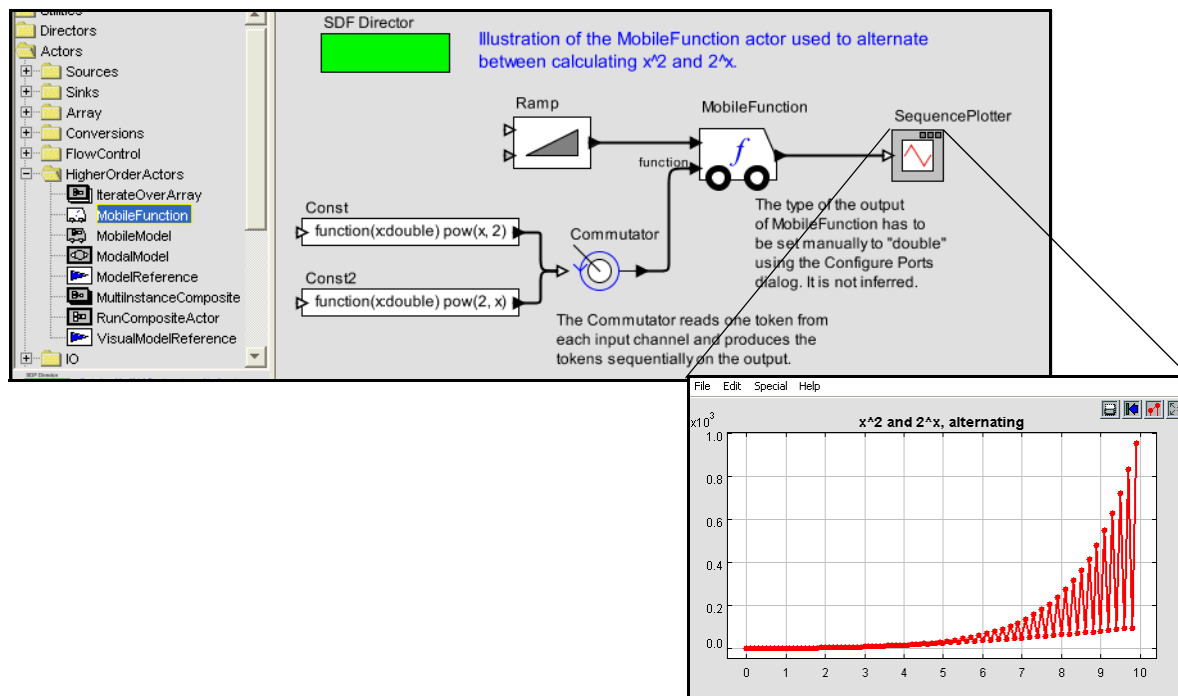 Utilities
Directors
Actors
Sources
Sinks
Array
Conversions
FlowControl
HigherOrderActors
IterateOverArray
MobileFunction
MobileModel
ModalModel
ModelReference
MultiInstanceComposite
RunCompositeActor
VisualModelReference
IO
SDF Director
SDF Director
Illustration of the MobileFunction actor used to alternate
between calculating x^2 and 2^x.
Ramp
MobileFunction
SequencePlotter
function
f
Const
function(x:double) pow(x, 2)
Commutator
Const2
function(x:double) pow(2, x)
The type of the output
of MobileFunction has to
be set manually to "double"
using the Configure Ports
dialog. It is not inferred.
The Commutator reads one token from
each input channel and produces the
tokens sequentially on the output.
File Edit Special Help
x10^3
x^2 and 2^x, alternating
1.0
0.8
0.6
0.4
0.2
0.0
0 1 2 3 4 5 6 7 8 9 10